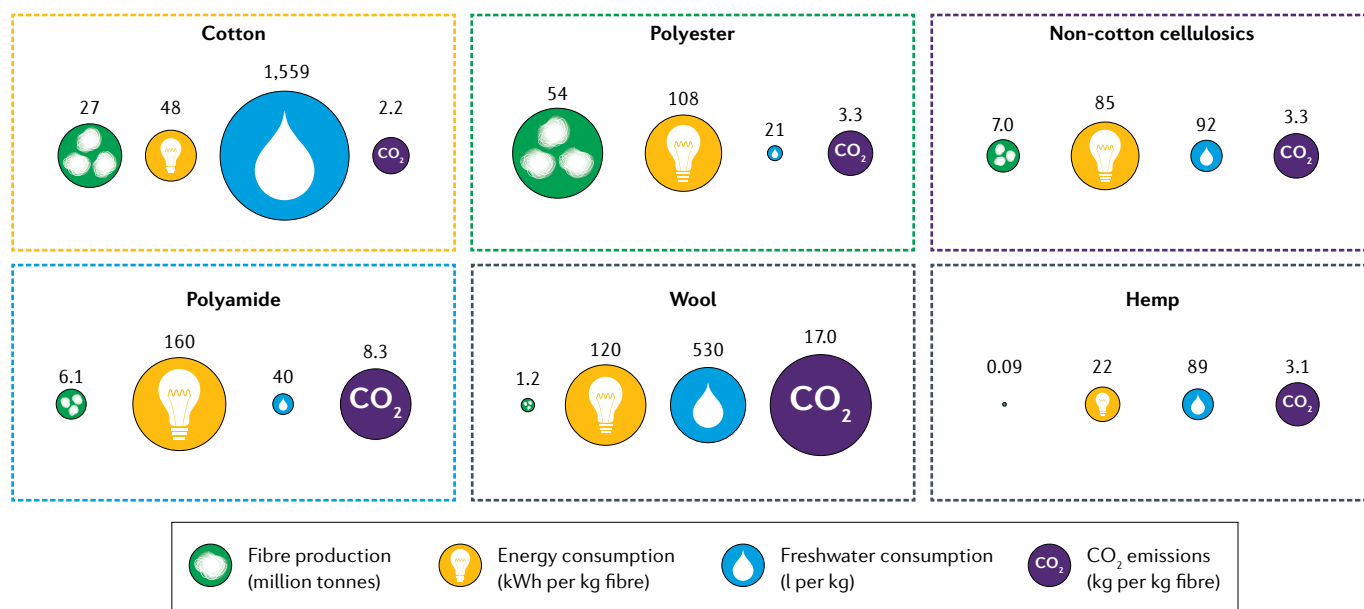 Cotton
27
48
1,559
2.2
CO₂
Polyester
54
108
21
3.3
CO₂
Non-cotton cellulosics
7.0
85
92
3.3
CO₂
Polyamide
6.1
160
40
8.3
CO₂
Wool
1.2
120
530
17.0
CO₂
Hemp
0.09
22
89
3.1
CO₂
Fibre production
(million tonnes)
Energy consumption
(kWh per kg fibre)
Freshwater consumption
(l per kg)
CO₂
CO₂ emissions
(kg per kg fibre)